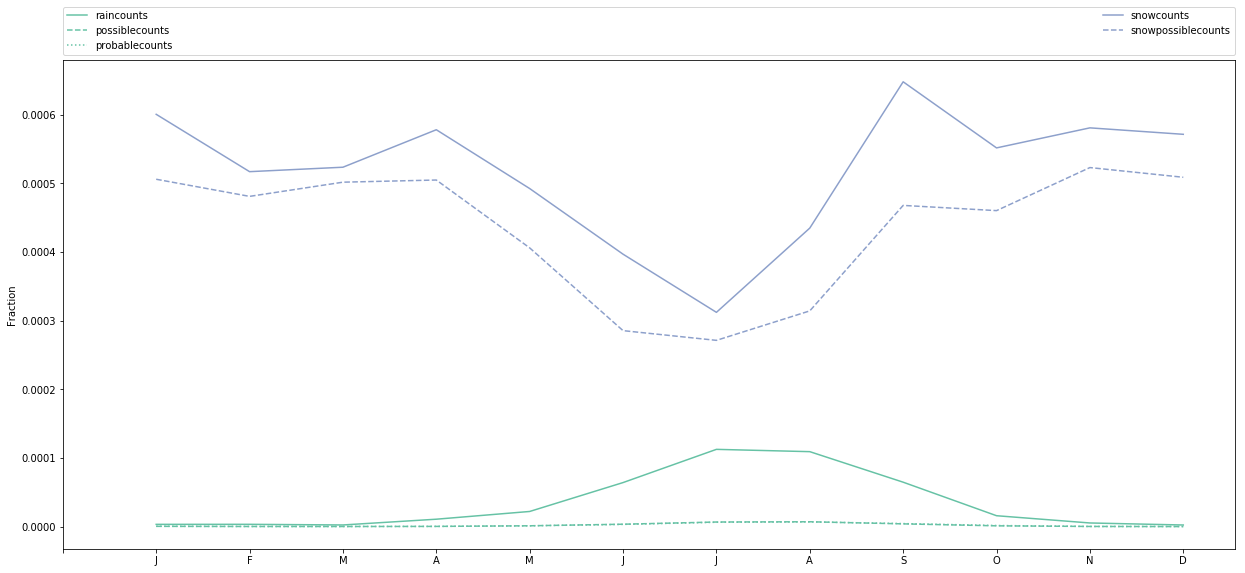 raincounts
possiblecounts
probablecounts
snowcounts
snowpossiblecounts
Fraction
0.0006
0.0005
0.0004
0.0003
0.0002
0.0001
0.0000
J F M A M J J A S O N D